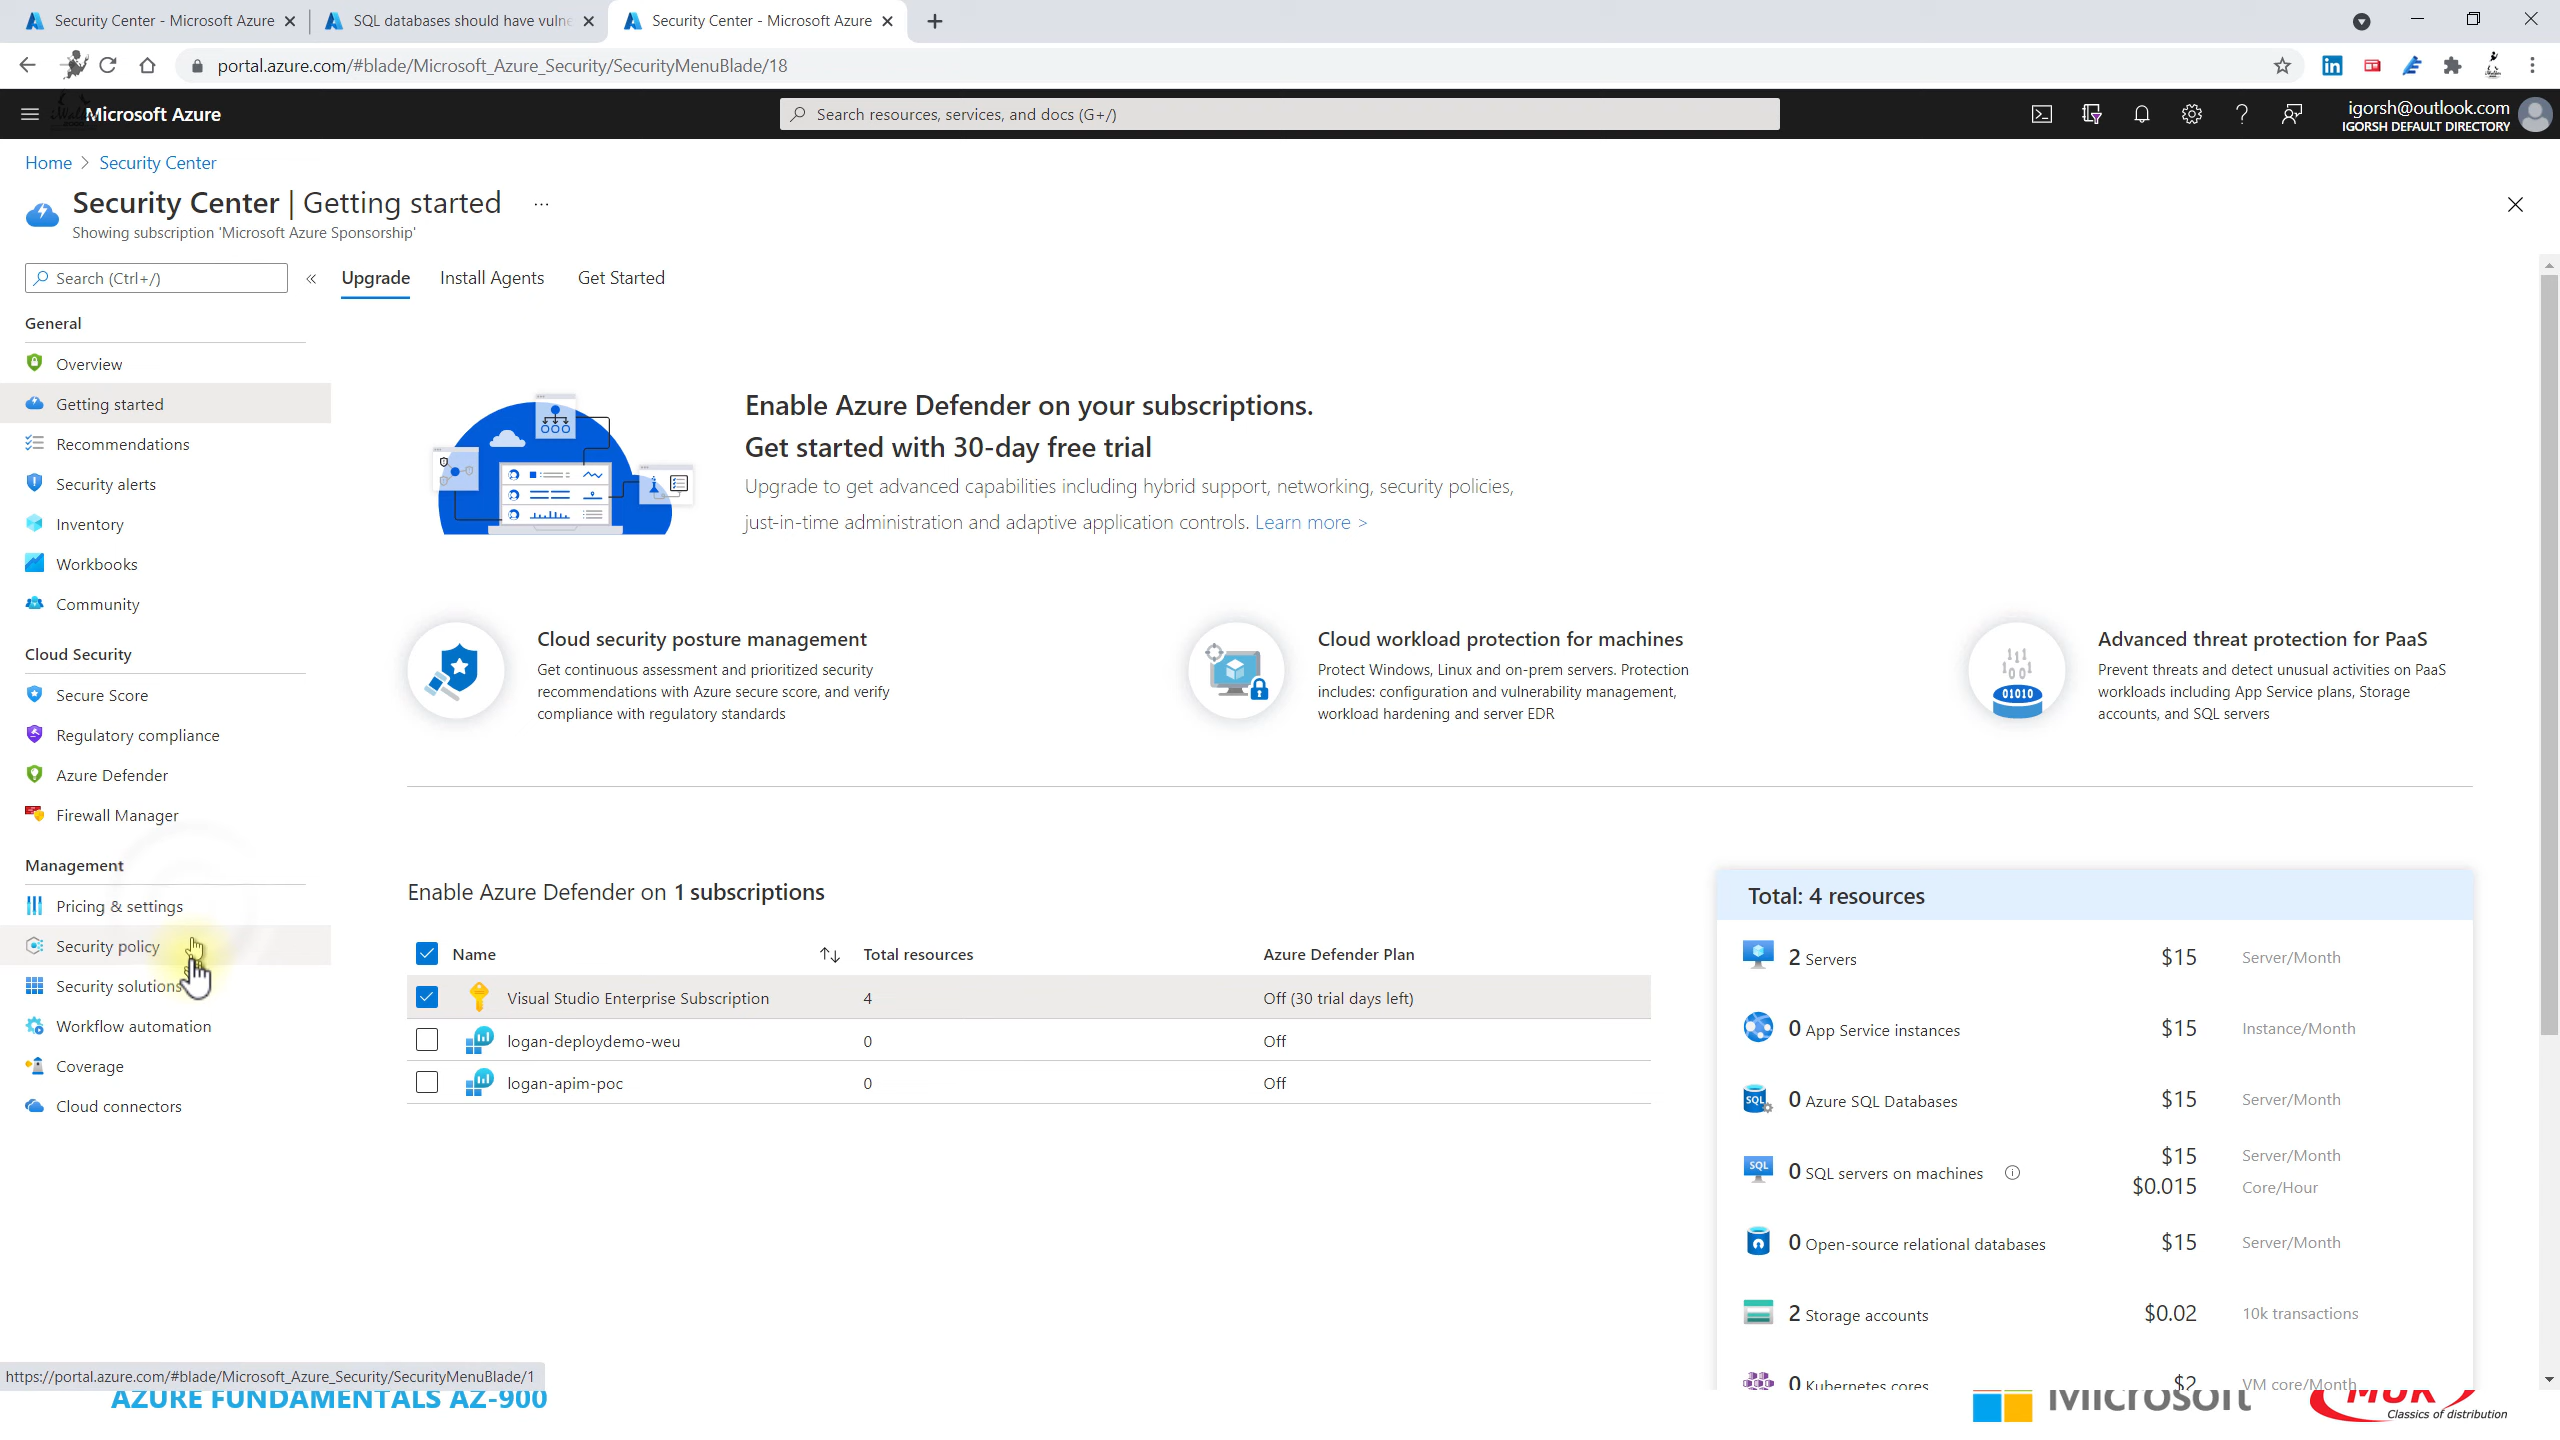 Security Center - Microsoft Azure
SQL databases should have vulne
Security Center - Microsoft Azure
portal.azure.com/#blade/Microsoft_Azure_Security/SecurityMenuBlade/18
Microsoft Azure
Search resources, services, and docs (G+/)
igorsh@outlook.com
IGORSH DEFAULT DIRECTORY
Home > Security Center
Security Center | Getting started ...
Showing subscription 'Microsoft Azure Sponsorship'
Search (Ctrl+/)
«
Upgrade
Install Agents
Get Started
General
Overview
Getting started
Recommendations
Security alerts
Inventory
Workbooks
Community
Cloud Security
Secure Score
Regulatory compliance
Azure Defender
Firewall Manager
Management
Pricing & settings
Security policy
Security solutions
Workflow automation
Coverage
Cloud connectors
Enable Azure Defender on your subscriptions.
Get started with 30-day free trial
Upgrade to get advanced capabilities including hybrid support, networking, security policies,
just-in-time administration and adaptive application controls. Learn more >
Cloud security posture management
Get continuous assessment and prioritized security
recommendations with Azure secure score, and verify
compliance with regulatory standards
Cloud workload protection for machines
Protect Windows, Linux and on-prem servers. Protection
includes: configuration and vulnerability management,
workload hardening and server EDR
Advanced threat protection for PaaS
Prevent threats and detect unusual activities on PaaS
workloads including App Service plans, Storage
accounts, and SQL servers
Enable Azure Defender on 1 subscriptions
Name Total resources Azure Defender Plan
Visual Studio Enterprise Subscription 4 Off (30 trial days left)
logan-deploydemo-weu 0 Off
logan-apim-poc 0 Off
Total: 4 resources
2 Servers $15 Server/Month
0 App Service instances $15 Instance/Month
0 Azure SQL Databases $15 Server/Month
0 SQL servers on machines $15 Server/Month
$0.015 Core/Hour
0 Open-source relational databases $15 Server/Month
2 Storage accounts $0.02 10k transactions
0 Kubernetes cores $2 VM core/Month
https://portal.azure.com/#blade/Microsoft_Azure_Security/SecurityMenuBlade/1
AZURE FUNDAMENTALS AZ-900
Microsoft
MUK
Classics of distribution